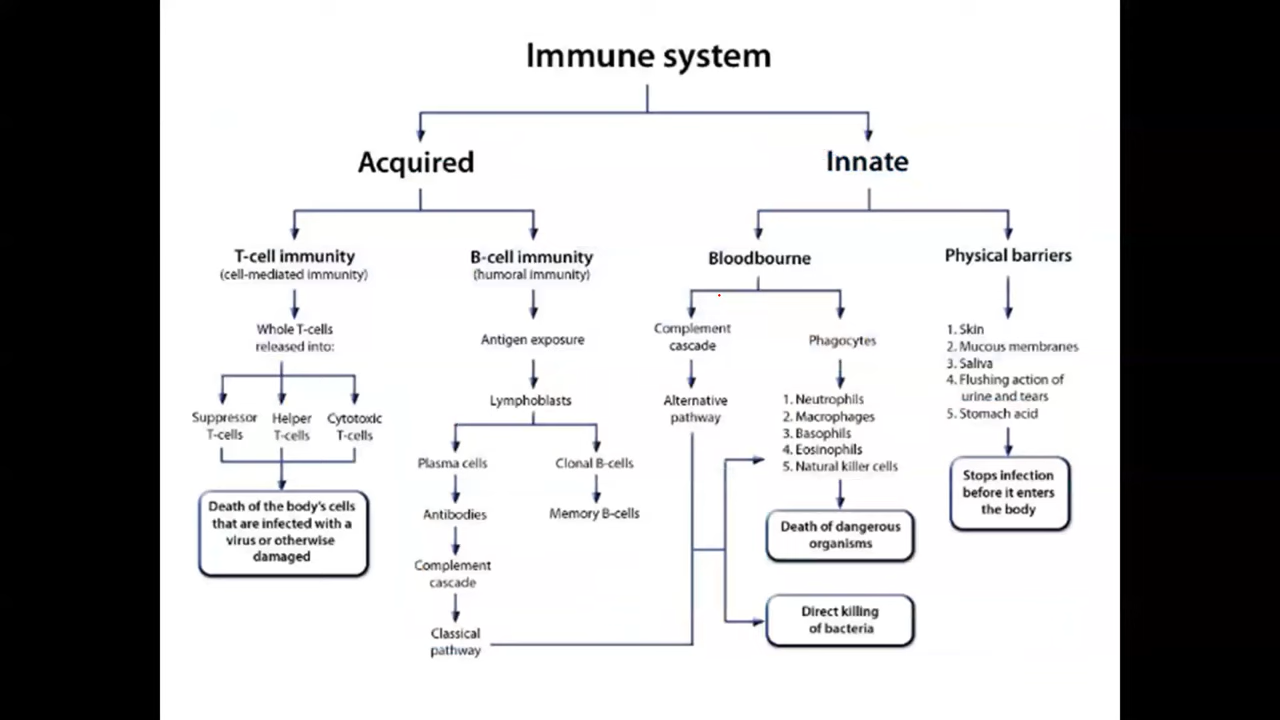 Immune system
Acquired
Innate
T-cell immunity
(cell-mediated immunity)
B-cell immunity
(humoral immunity)
Bloodbourne
Physical barriers
Whole T-cells
released into:
Antigen exposure
Complement
cascade
Phagocytes
1. Skin
2. Mucous membranes
3. Saliva
4. Flushing action of
urine and tears
5. Stomach acid
Suppressor
T-cells
Helper
T-cells
Cytotoxic
T-cells
Lymphoblasts
Alternative
pathway
1. Neutrophils
2. Macrophages
3. Basophils
4. Eosinophils
5. Natural killer cells
Plasma cells
Clonal B-cells
Stops infection
before it enters
the body
Death of the body's cells
that are infected with a
virus or otherwise
damaged
Antibodies
Memory B-cells
Death of dangerous
organisms
Complement
cascade
Direct killing
of bacteria
Classical
pathway